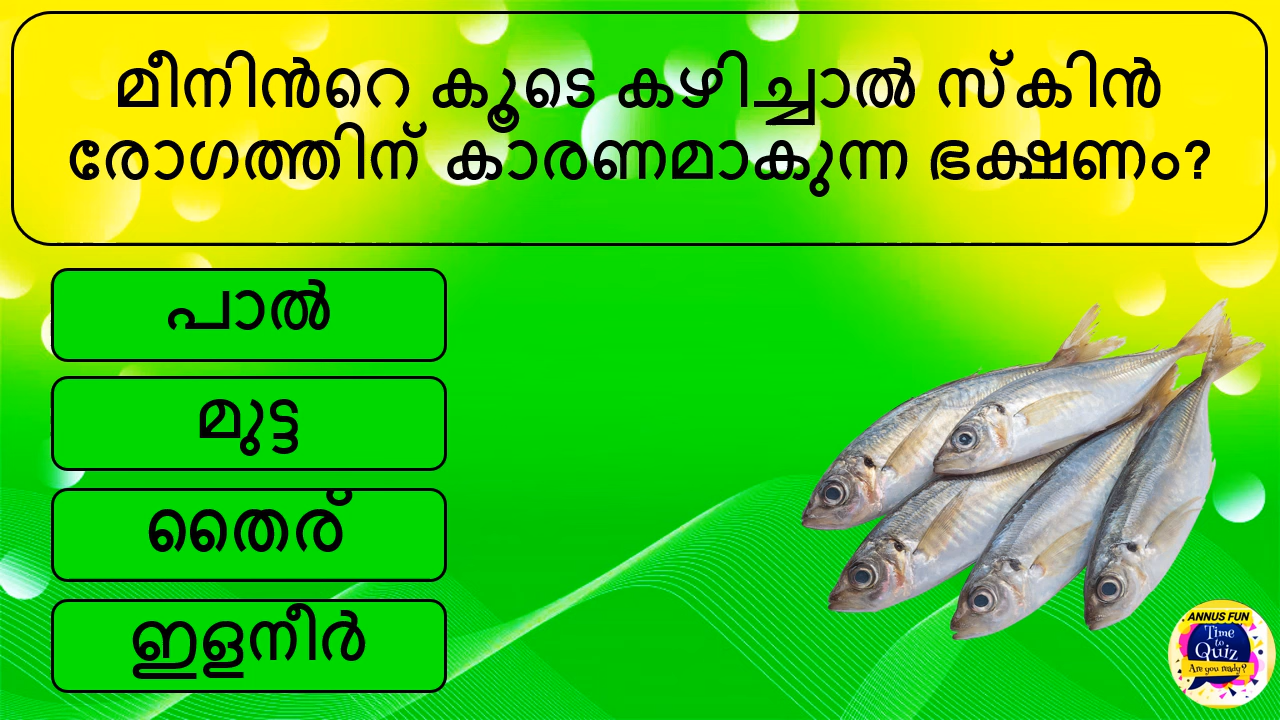 മീനിൻറെ കൂടെ കഴിച്ചാൽ സ്കിൻ
രോഗത്തിന് കാരണമാകുന്ന ഭക്ഷണം?
പാൽ
മുട്ട
തൈര്
ഇളനീർ
ANNUS FUN
Time
to
Quiz
Are you ready?